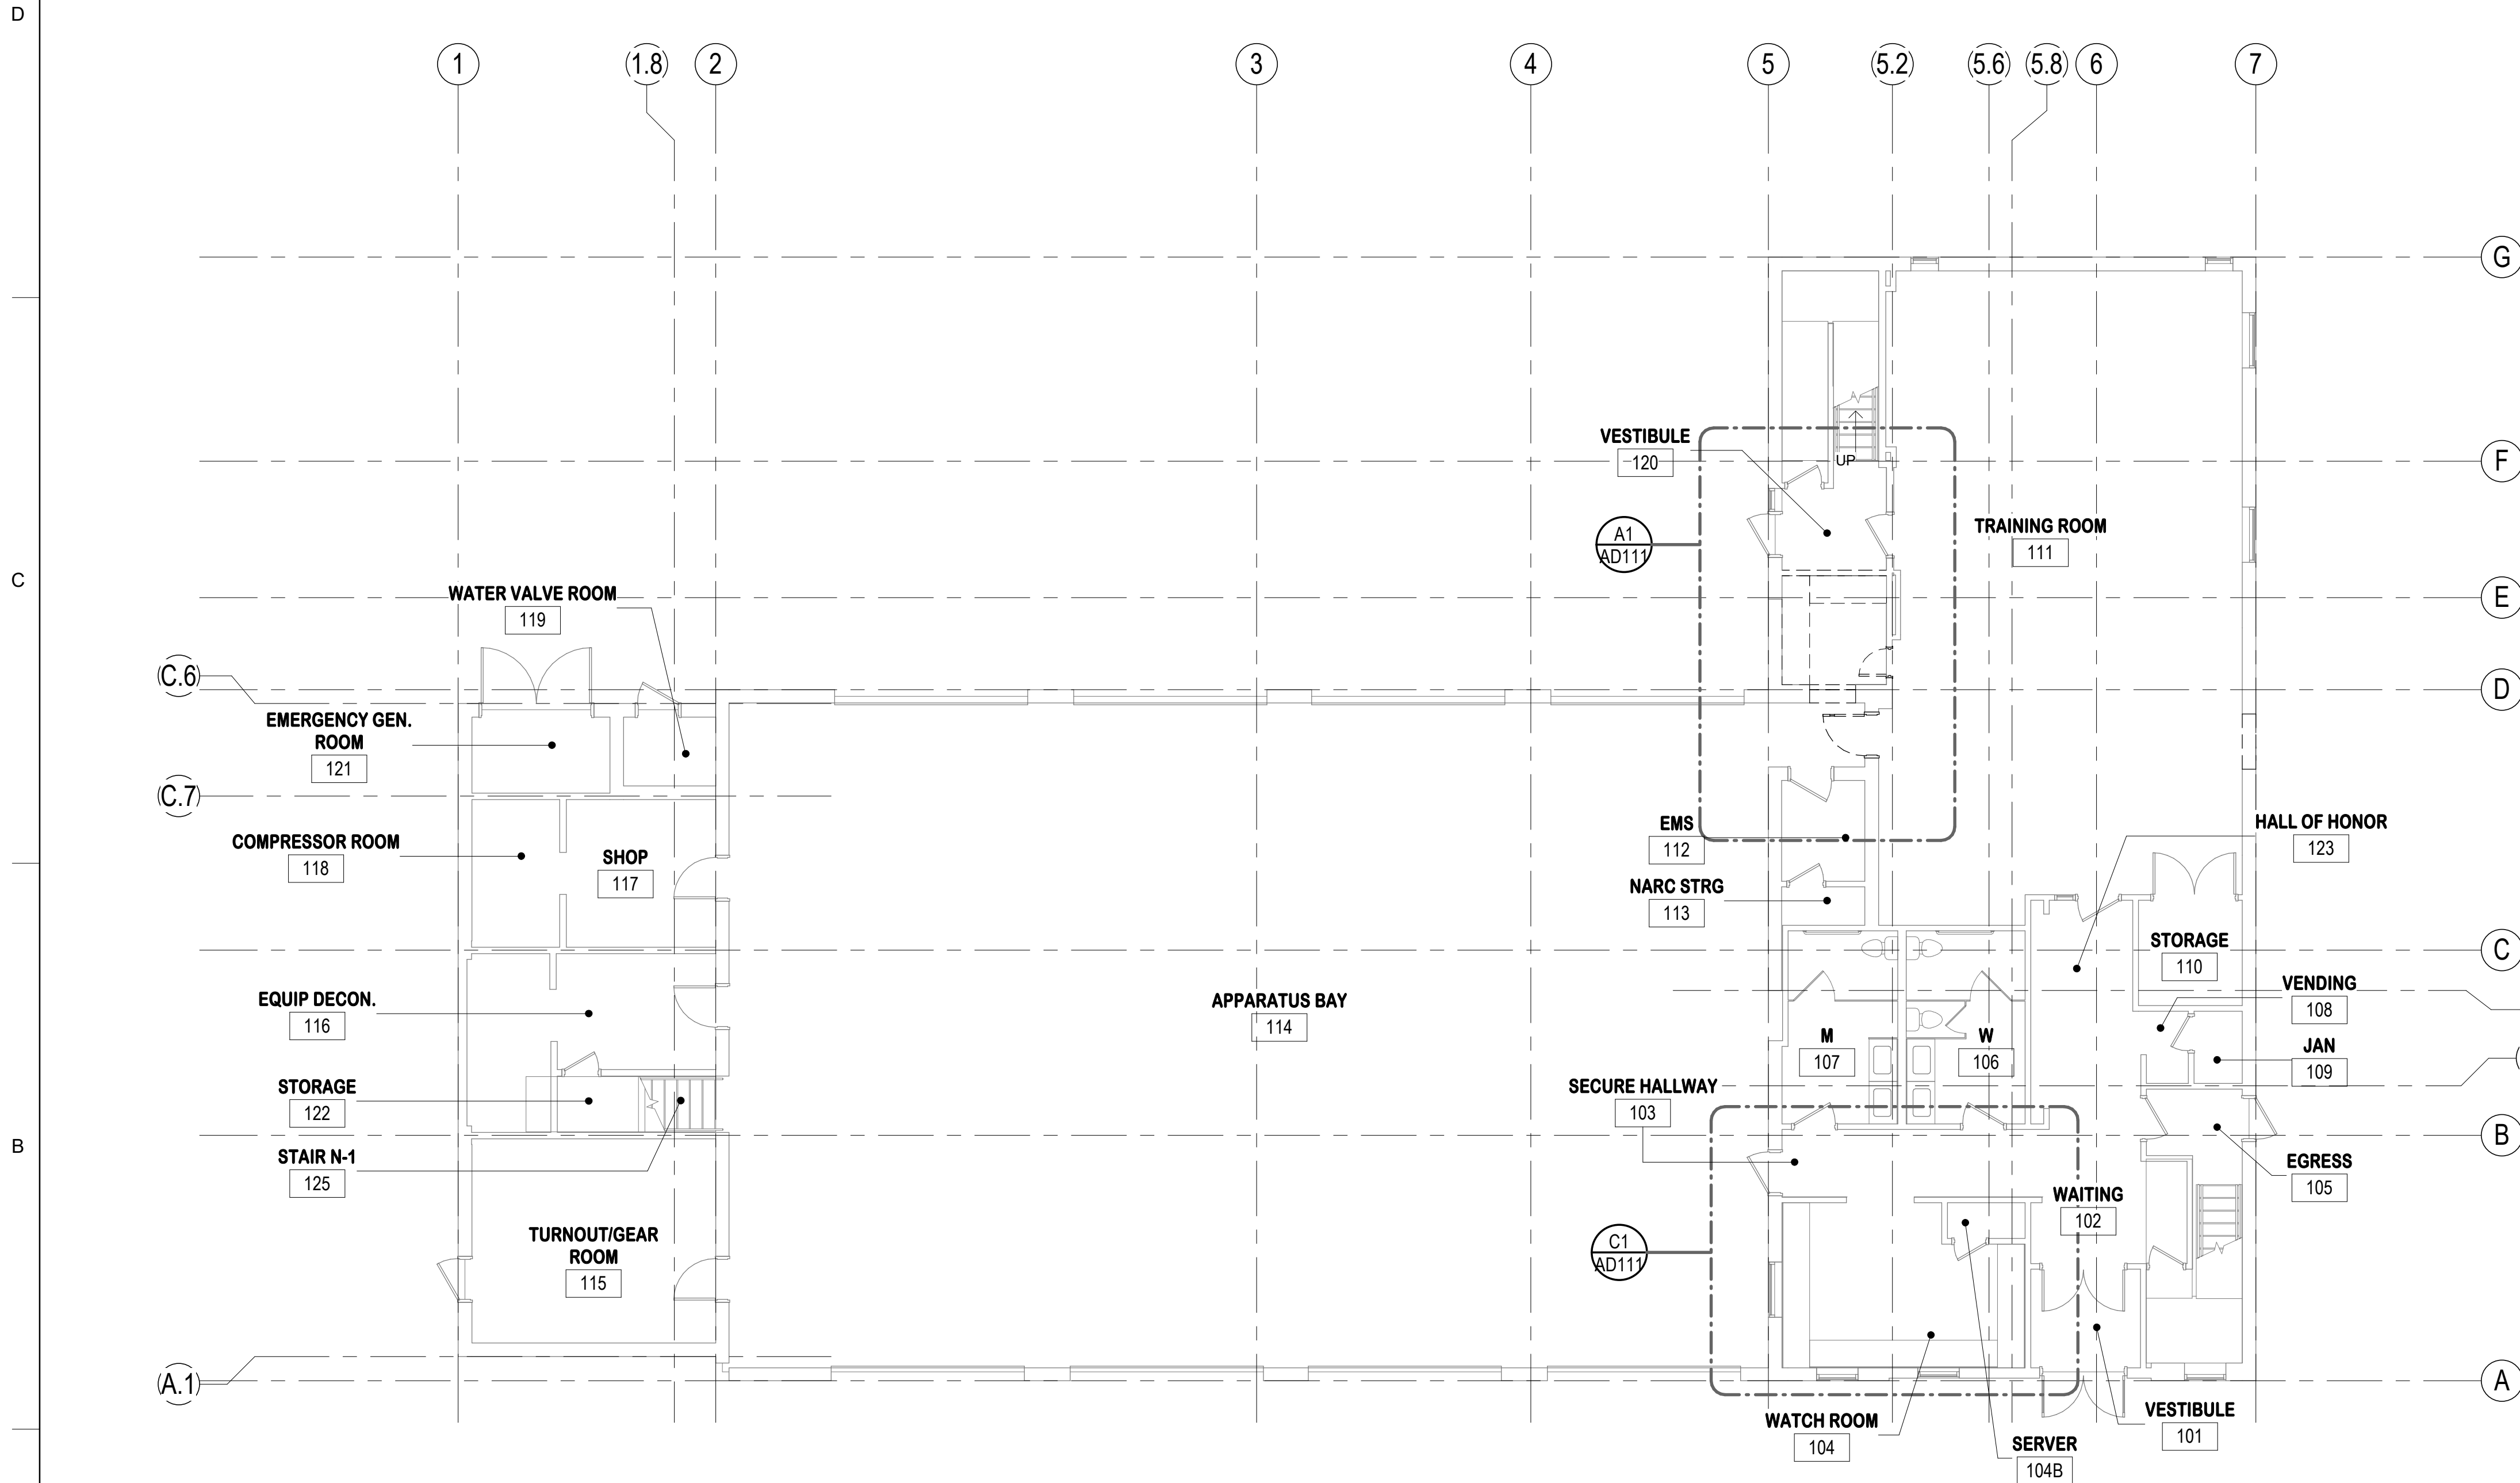 D
1
(1.8)
2
3
4
5
(5.2)
(5.6)
(5.8)
6
7
G
VESTIBULE
120
UP
F
A1
AD111
TRAINING ROOM
111
C
WATER VALVE ROOM
119
E
(C.6)
D
EMERGENCY GEN.
ROOM
121
(C.7)
COMPRESSOR ROOM
118
SHOP
117
EMS
112
HALL OF HONOR
123
NARC STRG
113
STORAGE
110
C
EQUIP DECON.
116
APPARATUS BAY
114
VENDING
108
M
107
W
106
JAN
109
STORAGE
122
SECURE HALLWAY
103
B
B
STAIR N-1
125
EGRESS
105
WAITING
102
TURNOUT/GEAR
ROOM
115
C1
AD111
(A.1)
A
WATCH ROOM
104
VESTIBULE
101
SERVER
104B